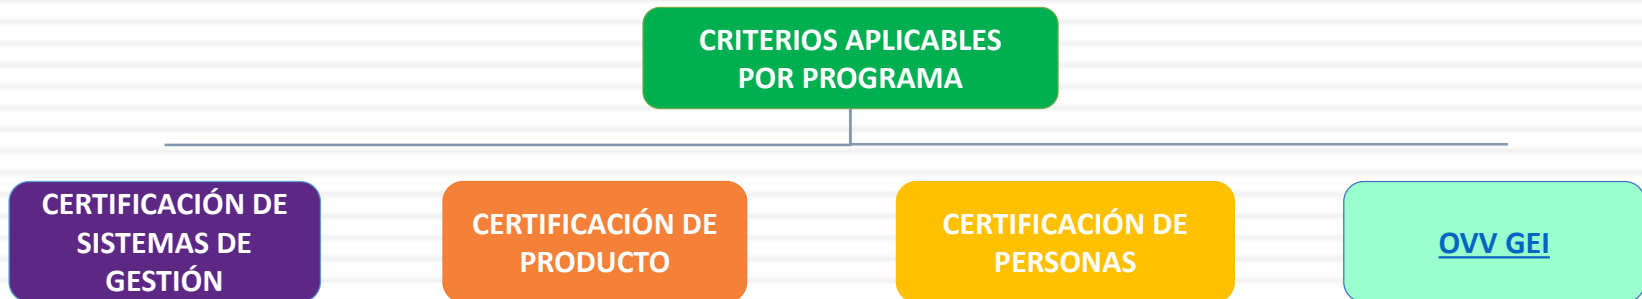 CRITERIOS APLICABLES
POR PROGRAMA
CERTIFICACIÓN DE
SISTEMAS DE
GESTIÓN
CERTIFICACIÓN DE
PRODUCTO
CERTIFICACIÓN DE
PERSONAS
OVV GEI